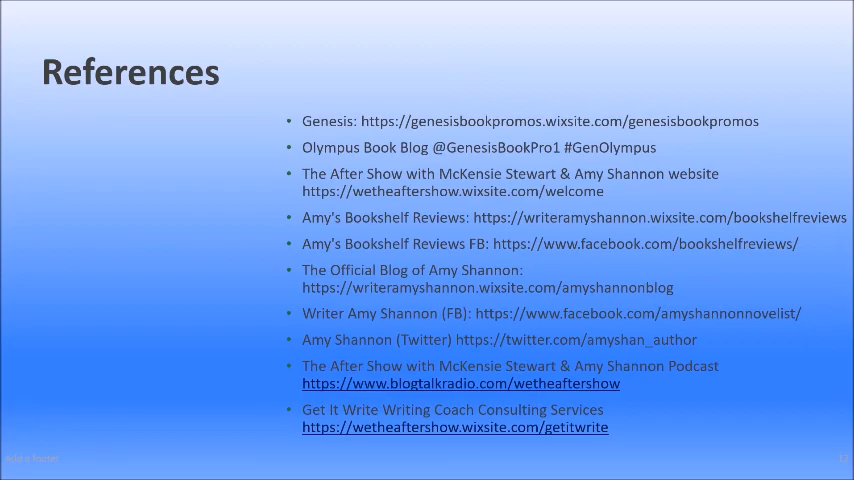 References
• Genesis: https://genesisbookpromos.wixsite.com/genesisbookpromos
• Olympus Book Blog @GenesisBookPro1 #GenOlympus
• The After Show with McKensie Stewart & Amy Shannon website
https://wetheaftershow.wixsite.com/welcome
• Amy's Bookshelf Reviews: https://writeramyshannon.wixsite.com/bookshelfreviews
• Amy's Bookshelf Reviews FB: https://www.facebook.com/bookshelfreviews/
• The Official Blog of Amy Shannon:
https://writeramyshannon.wixsite.com/amyshannonblog
• Writer Amy Shannon (FB): https://www.facebook.com/amyshannonnovelist/
• Amy Shannon (Twitter) https://twitter.com/amyshan_author
• The After Show with McKensie Stewart & Amy Shannon Podcast
https://www.blogtalkradio.com/wetheaftershow
• Get It Write Writing Coach Consulting Services
https://wetheaftershow.wixsite.com/getitwrite
Add a footer